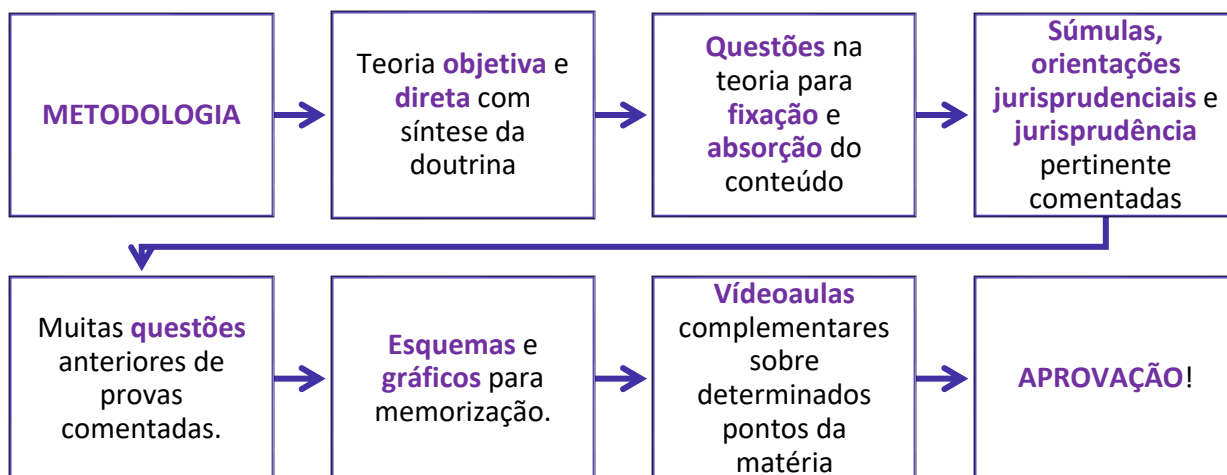 METODOLOGIA
Teoria objetiva e
direta com
síntese da
doutrina
Questões na
teoria para
fixação e
absorção do
conteúdo
Súmulas,
orientações
jurisprudenciais e
jurisprudência
pertinente
comentadas
Muitas questões
anteriores de
provas
comentadas.
Esquemas e
gráficos para
memorização.
Vídeoaulas
complementares
sobre
determinados
pontos da
matéria
APROVAÇÃO!